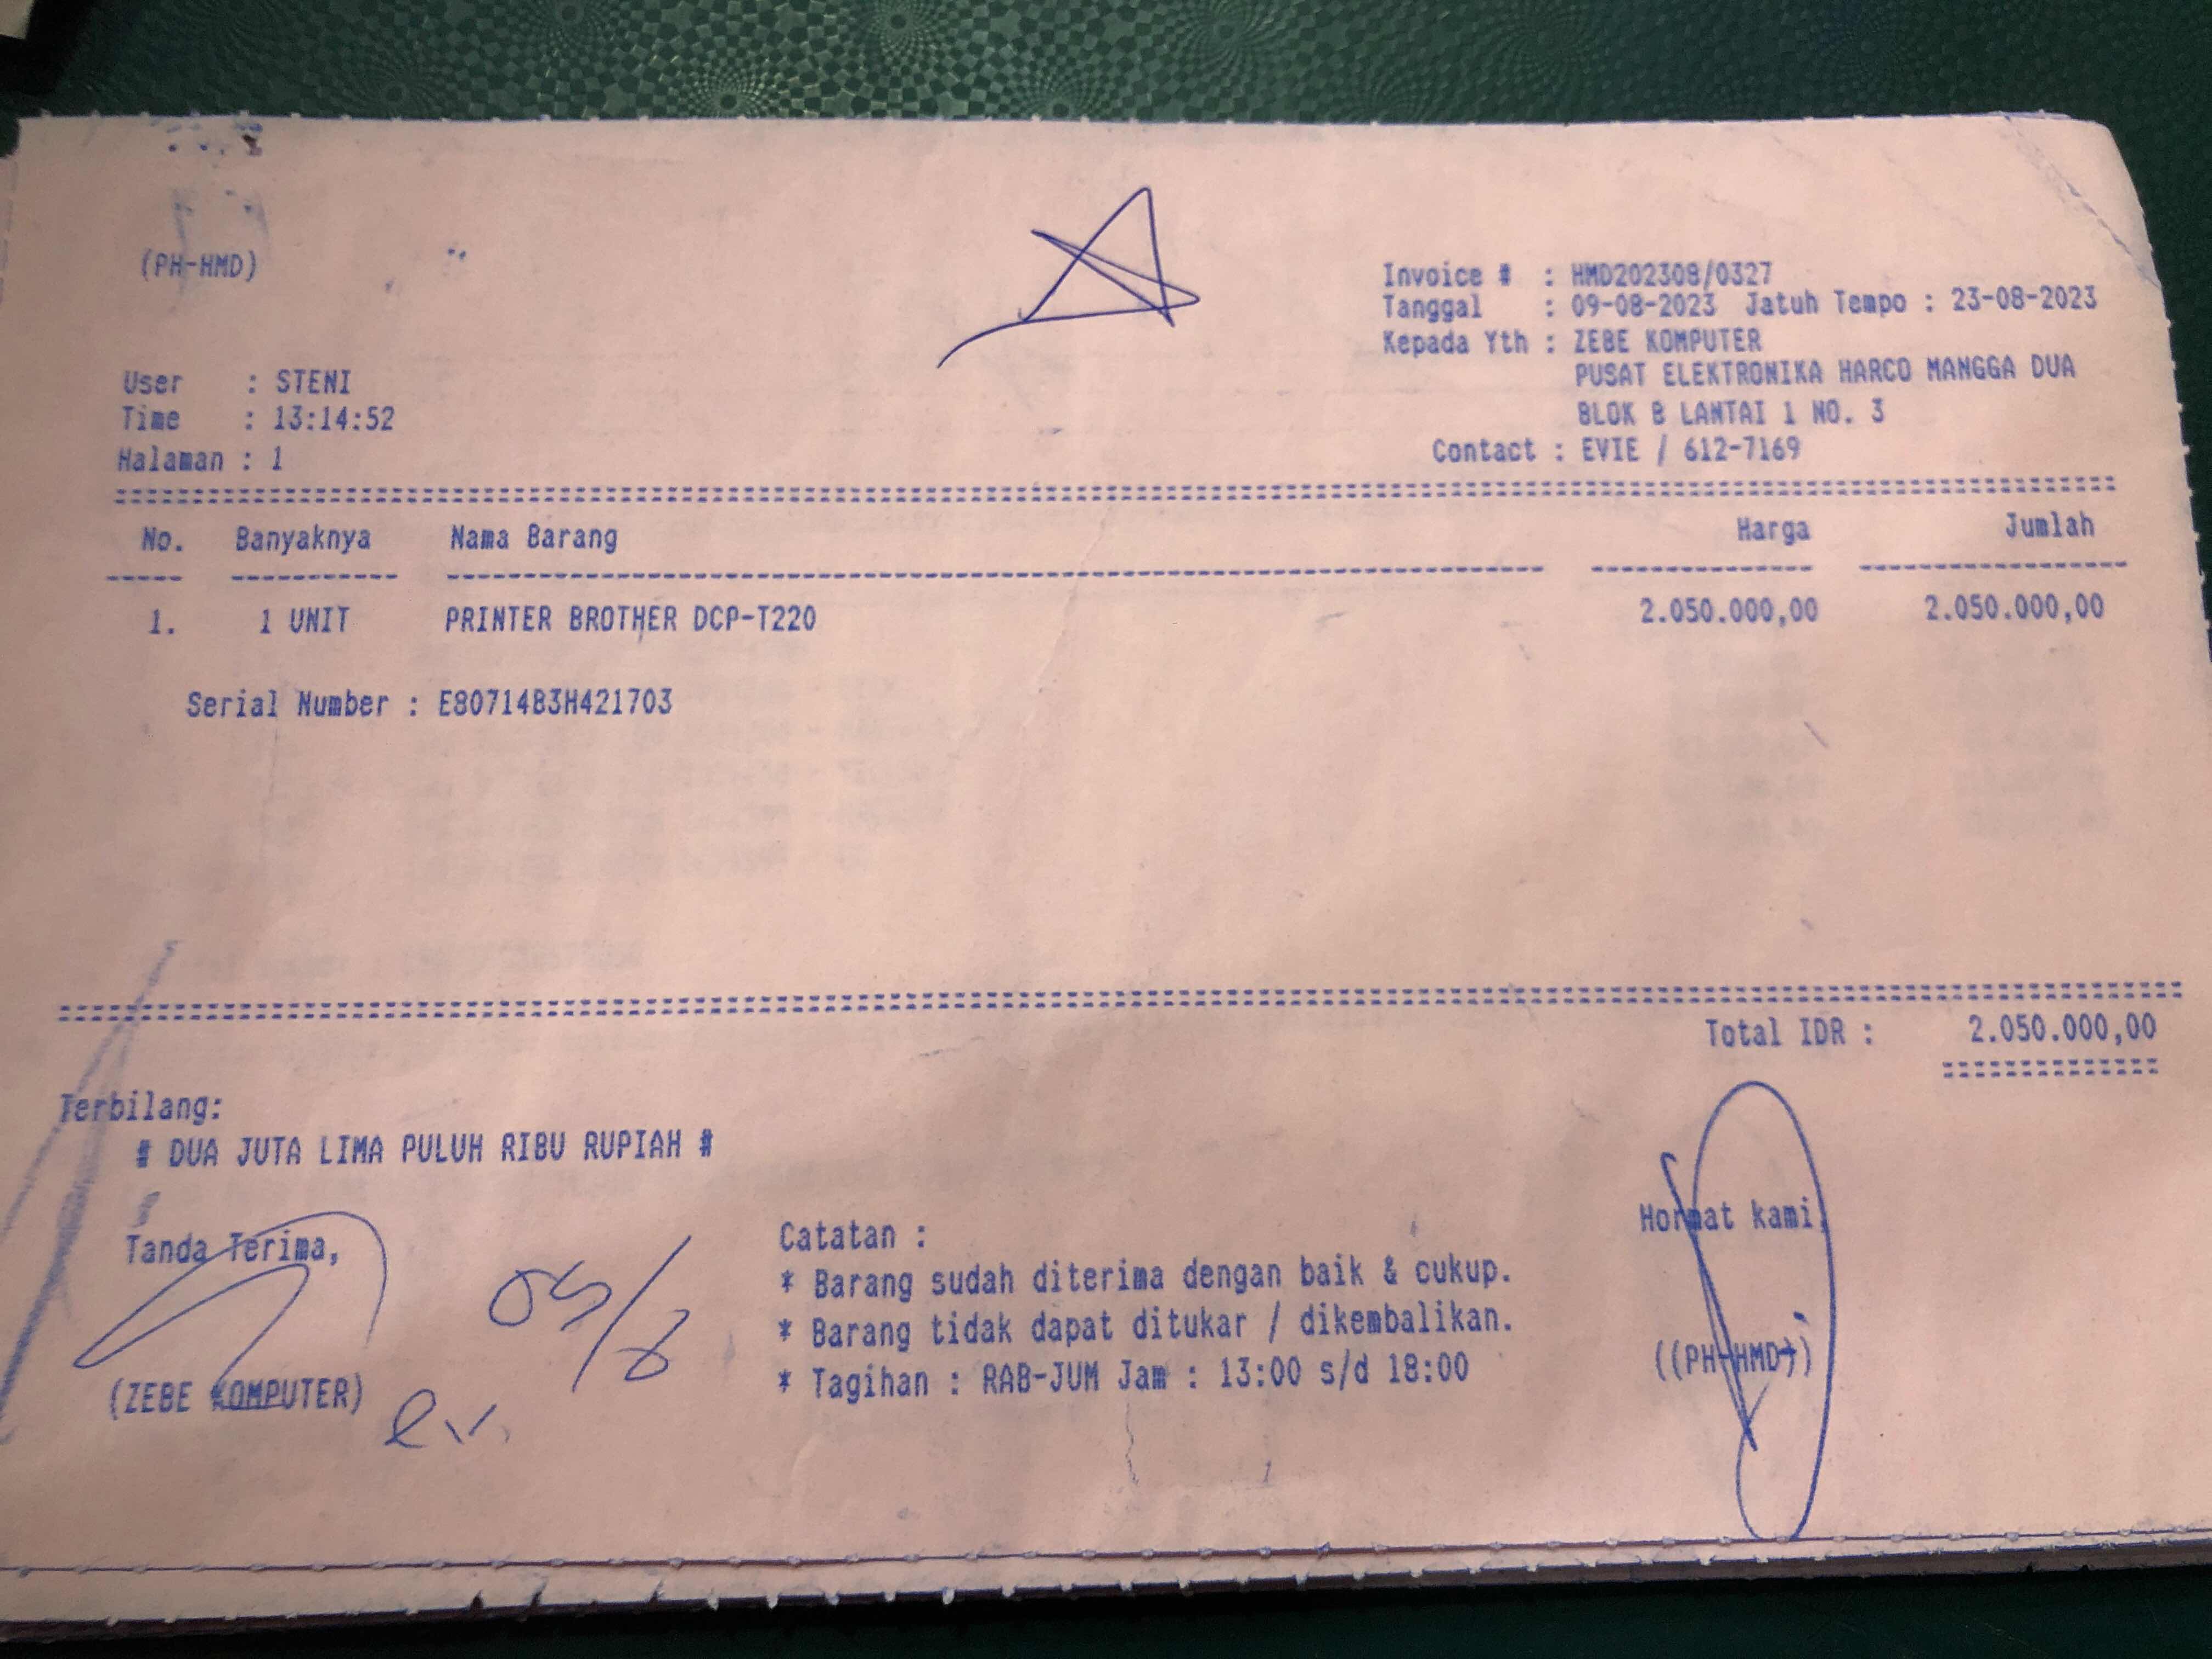 (PH-HMD)
Invoice # : HMD202308/0327
Tanggal : 09-08-2023 Jatuh Tempo : 23-08-2023
Kepada Yth : ZEBE KOMPUTER
PUSAT ELEKTRONIKA HARCO MANGGA DUA
BLOK B LANTAI 1 NO. 3
Contact : EVIE / 612-7169
User : STENI
Time : 13:14:52
Halaman : 1
No. Banyaknya Nama Barang Harga Jumlah
1. 1 UNIT PRINTER BROTHER DCP-T220 2.050.000,00 2.050.000,00
Serial Number : E80714B3H421703
Total IDR : 2.050.000,00
Terbilang:
# DUA JUTA LIMA PULUH RIBU RUPIAH #
Tanda Terima,
(ZEBE KOMPUTER)
Catatan :
* Barang sudah diterima dengan baik & cukup.
* Barang tidak dapat ditukar / dikembalikan.
* Tagihan : RAB-JUM Jam : 13:00 s/d 18:00
Hormat kami,
((PH-HMD))